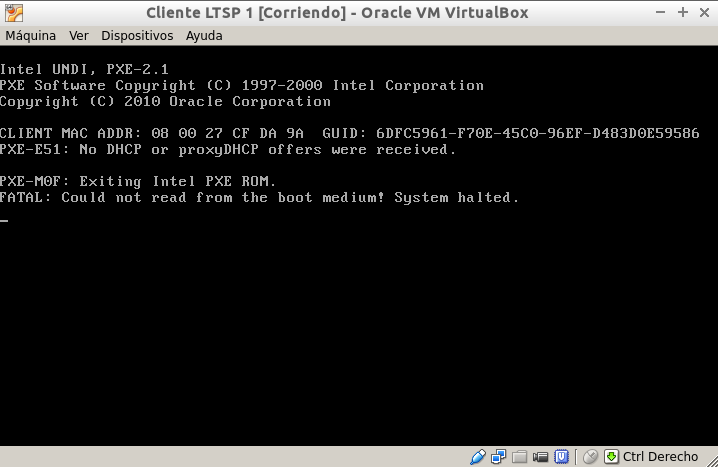 Cliente LTSP 1 [Corriendo] - Oracle VM VirtualBox
Máquina Ver Dispositivos Ayuda
Intel UNDI, PXE-2.1
PXE Software Copyright (C) 1997-2000 Intel Corporation
Copyright (C) 2010 Oracle Corporation
CLIENT MAC ADDR: 08 00 27 CF DA 9A  GUID: 6DFC5961-F70E-45C0-96EF-D483D0E59586
PXE-E51: No DHCP or proxyDHCP offers were received.
PXE-M0F: Exiting Intel PXE ROM.
FATAL: Could not read from the boot medium! System halted.
Ctrl Derecho